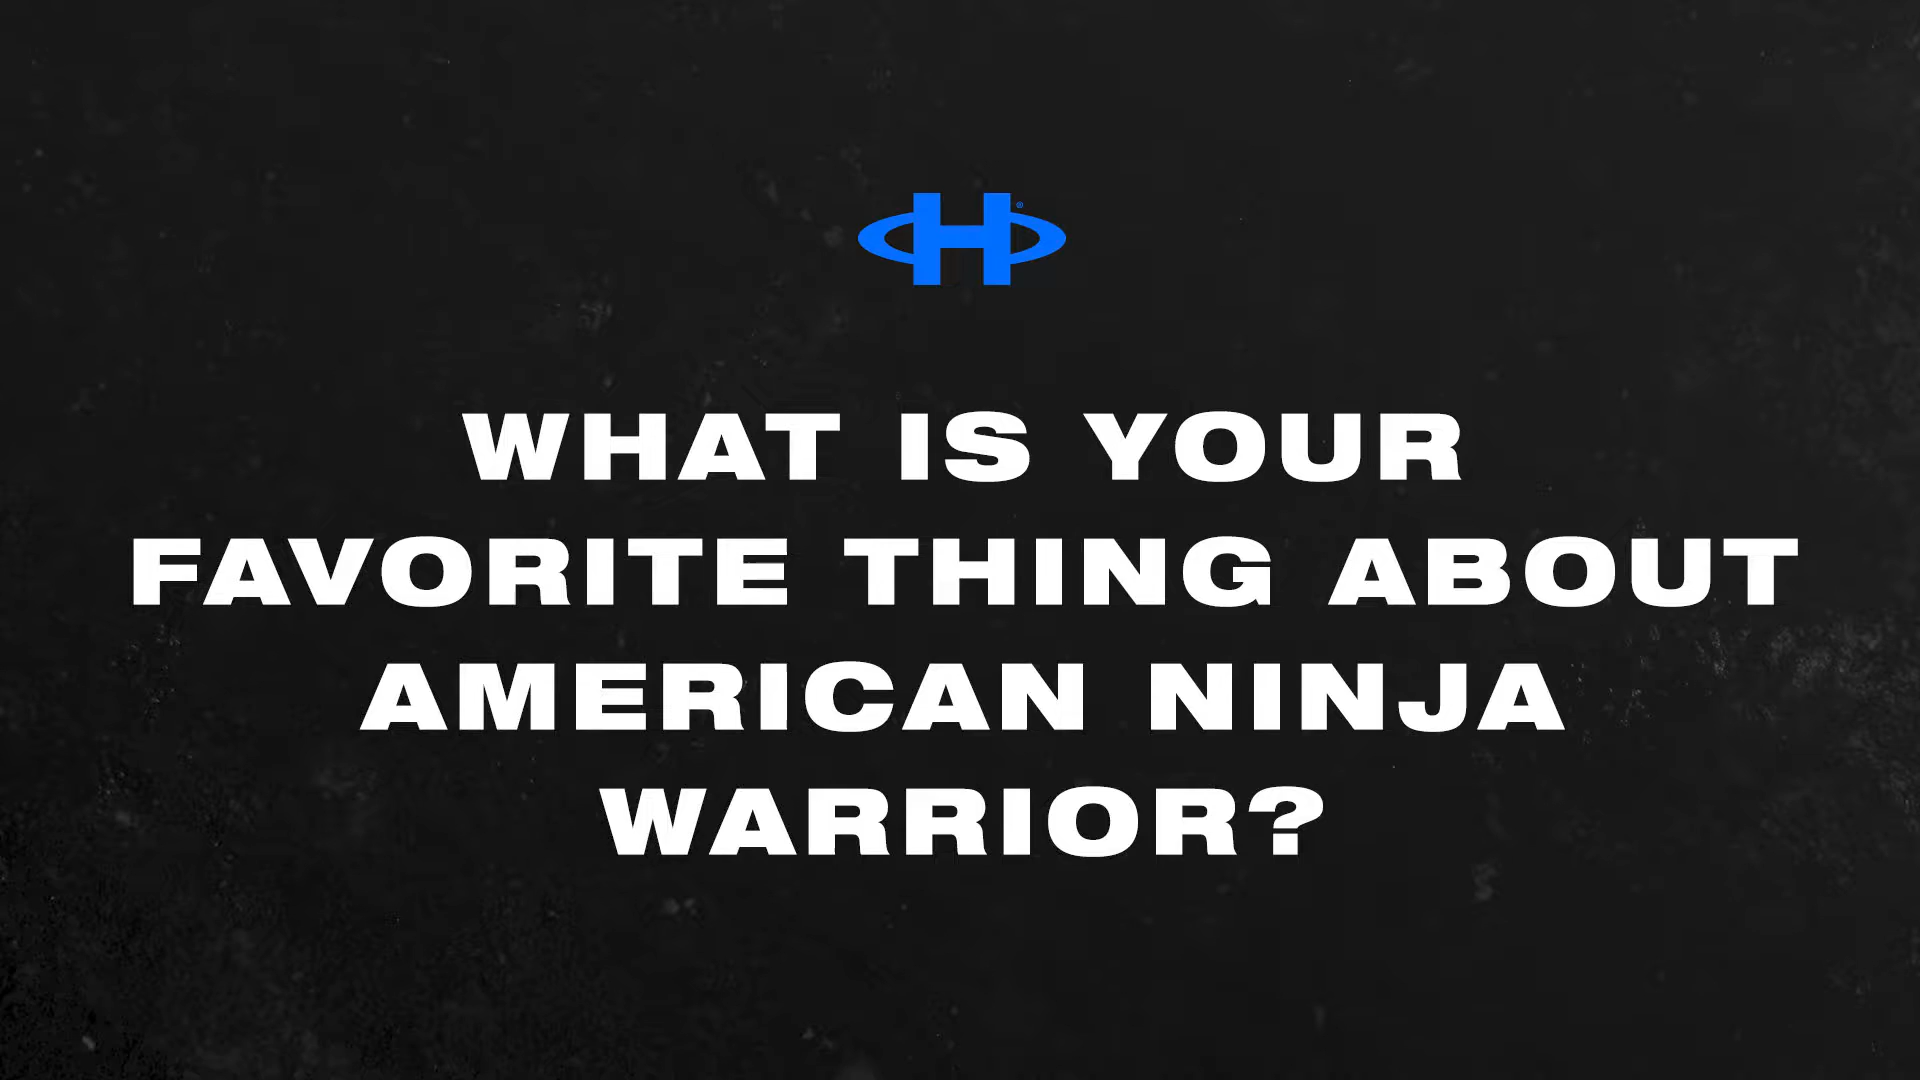 H®
WHAT IS YOUR
FAVORITE THING ABOUT
AMERICAN NINJA
WARRIOR?